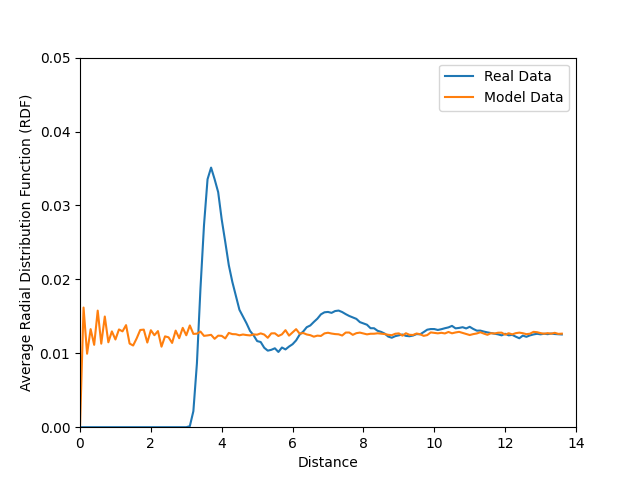 0.05
0.04
0.03
0.02
0.01
0.00
Average Radial Distribution Function (RDF)
Real Data
Model Data
0 2 4 6 8 10 12 14
Distance